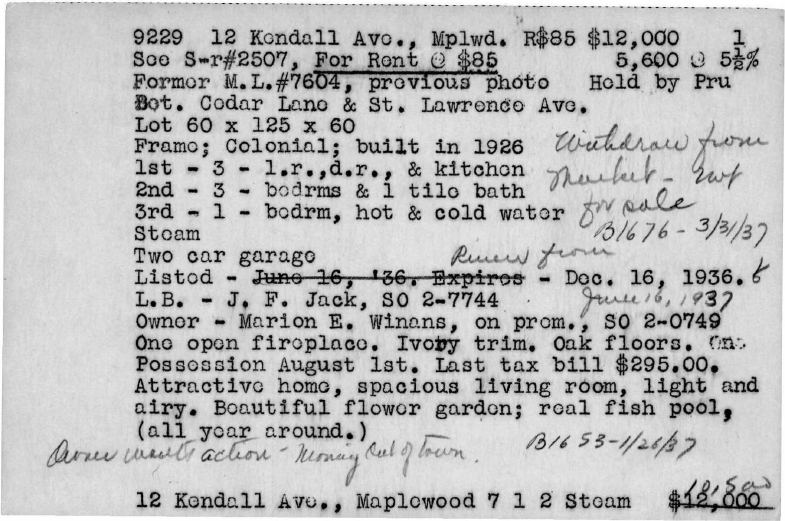 9229 12 Kendall Ave., Mplwd. R$85 $12,000 1
See S-r#2507, For Rent @ $85 5,600 @ 5½%
Former M.L.#7604, previous photo Held by Pru
Bet. Cedar Lane & St. Lawrence Ave.
Lot 60 x 125 x 60
Frame; Colonial; built in 1926 Withdraw from
1st - 3 - l.r.,d.r., & kitchen Market - Not
2nd - 3 - bedrms & 1 tile bath for sale
3rd - 1 - bedrm, hot & cold water B1676 - 3/31/37
Steam
Two car garage Renew from
Listed - June 16, '36. Expires - Dec. 16, 1936. to
L.B. - J. F. Jack, SO 2-7744 June 16, 1937
Owner - Marion E. Winans, on prem., SO 2-0749
One open fireplace. Ivory trim. Oak floors.
Possession August 1st. Last tax bill $295.00.
Attractive home, spacious living room, light and
airy. Beautiful flower garden; real fish pool,
(all year around.)
Owner wants action - Moving out of town. B1653-1/26/37
10,500
12 Kendall Ave., Maplewood 7 1 2 Steam $12,000